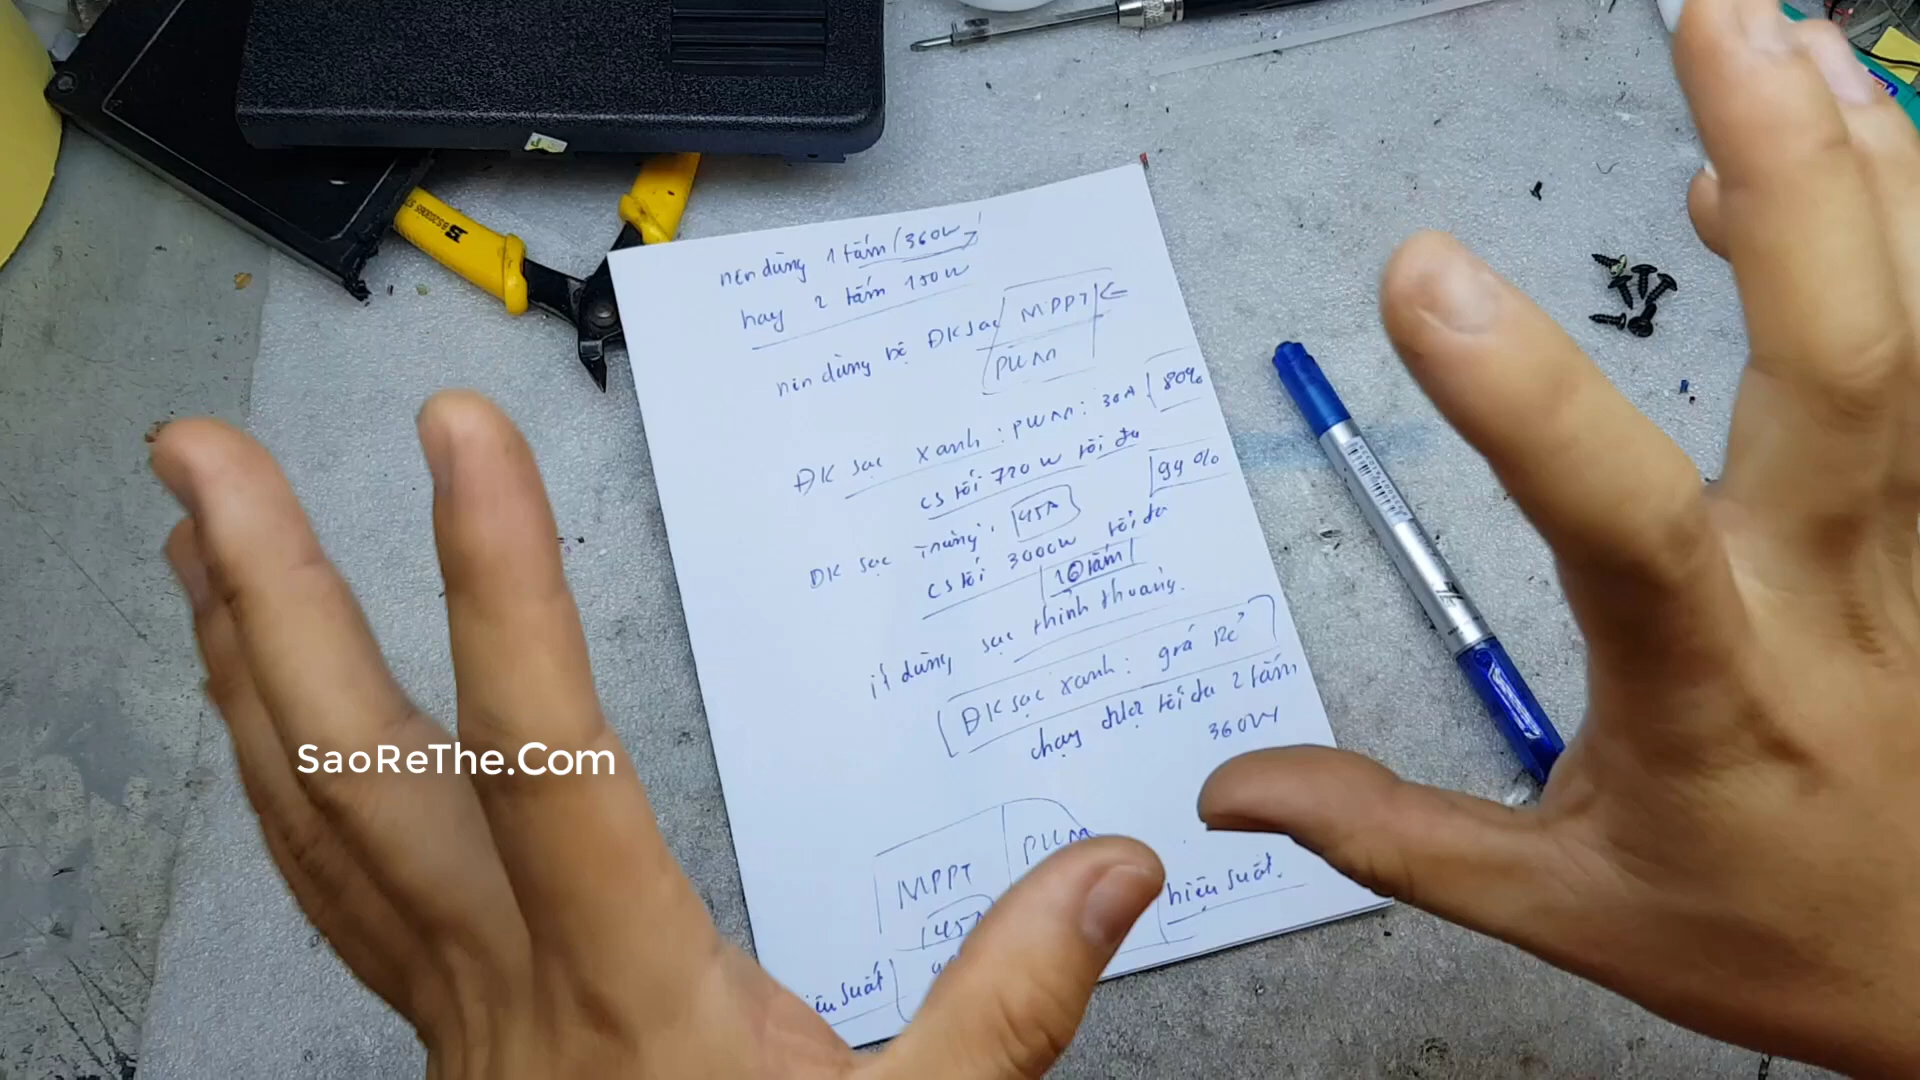 nên dùng 1 tấm (360W)
hay 2 tấm 150W
nên dùng bộ ĐK sạc MPPT
PWM
ĐK sạc xanh: PWM: 30A 80%
CS tối 720W tối đa
99%
ĐK sạc Trắng: 45A
CS tối 3000W tối đa
10 tấm
ít dùng sạc thỉnh thoảng.
ĐK sạc xanh: giá rẻ
chạy được tối đa 2 tấm
360W
MPPT PWM
45A
hiệu suất.
SaoReThe.Com